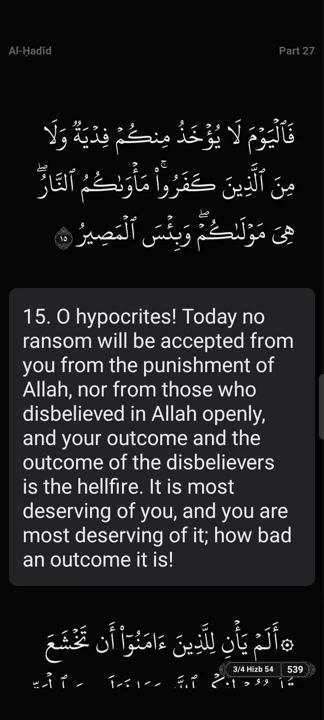 Al-Ḥadīd
Part 27
فَٱلۡيَوۡمَ لَا يُؤۡخَذُ مِنكُمۡ فِدۡيَةٞ وَلَا
مِنَ ٱلَّذِينَ كَفَرُواْۚ مَأۡوَىٰكُمُ ٱلنَّارُۖ
هِيَ مَوۡلَىٰكُمۡۖ وَبِئۡسَ ٱلۡمَصِيرُ ١٥
15. O hypocrites! Today no
ransom will be accepted from
you from the punishment of
Allah, nor from those who
disbelieved in Allah openly,
and your outcome and the
outcome of the disbelievers
is the hellfire. It is most
deserving of you, and you are
most deserving of it; how bad
an outcome it is!
۞أَلَمۡ يَأۡنِ لِلَّذِينَ ءَامَنُوٓاْ أَن تَخۡشَعَ
3/4 Hizb 54
539